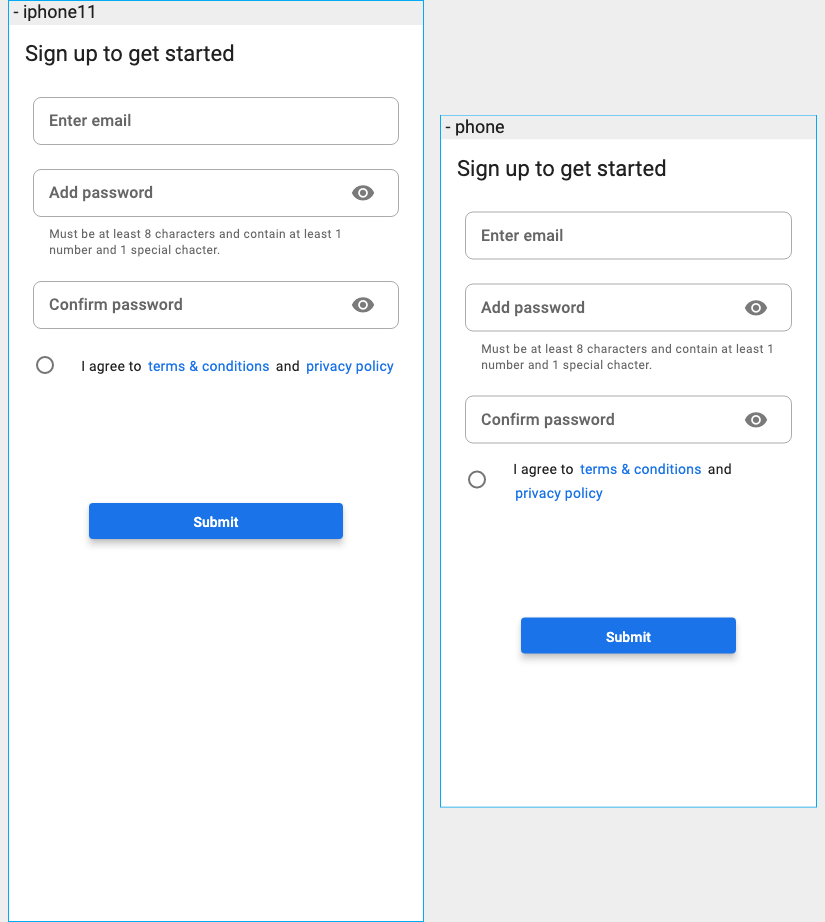 - iphone11
Sign up to get started
Enter email
Add password
Must be at least 8 characters and contain at least 1
number and 1 special chacter.
Confirm password
I agree to terms & conditions and privacy policy
Submit
- phone
Sign up to get started
Enter email
Add password
Must be at least 8 characters and contain at least 1
number and 1 special chacter.
Confirm password
I agree to terms & conditions and
privacy policy
Submit